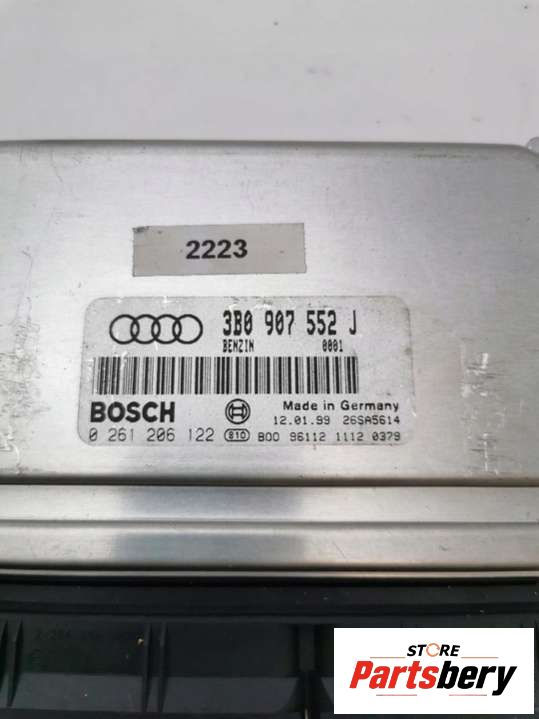 2223
3B0 907 552 J
BENZIN 0001
BOSCH Made in Germany
12.01.99 26SA5614
0 261 206 122 810 B00 96112 1112 0379
STORE
Partsbery